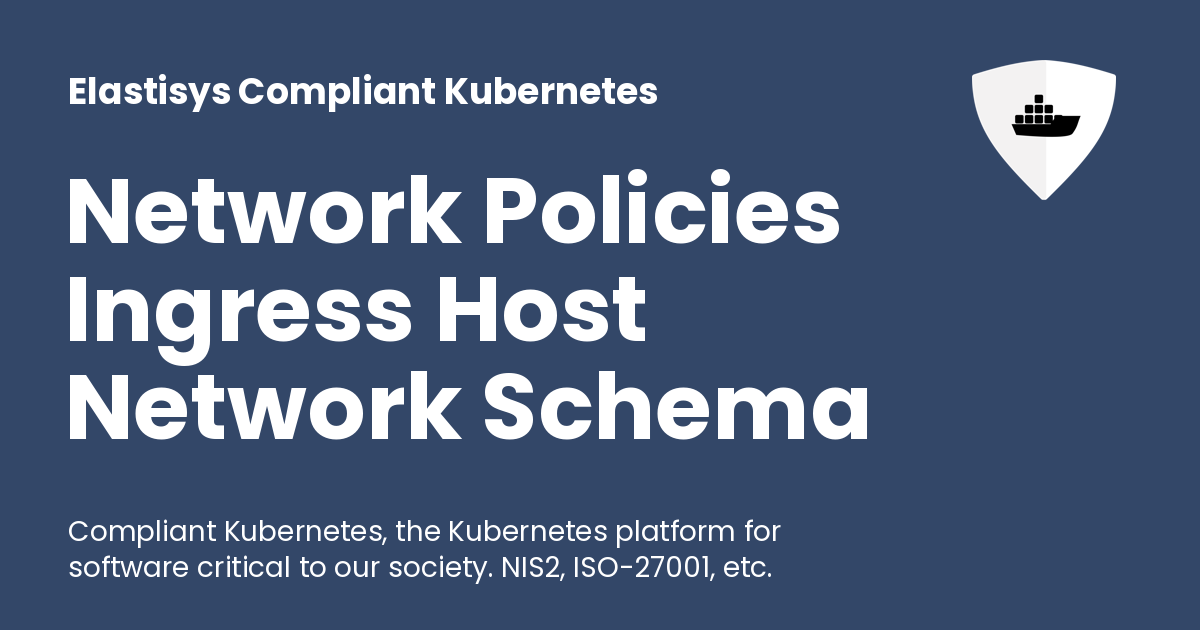 Elastisys Compliant Kubernetes
Network Policies
Ingress Host
Network Schema
Compliant Kubernetes, the Kubernetes platform for
software critical to our society. NIS2, ISO-27001, etc.